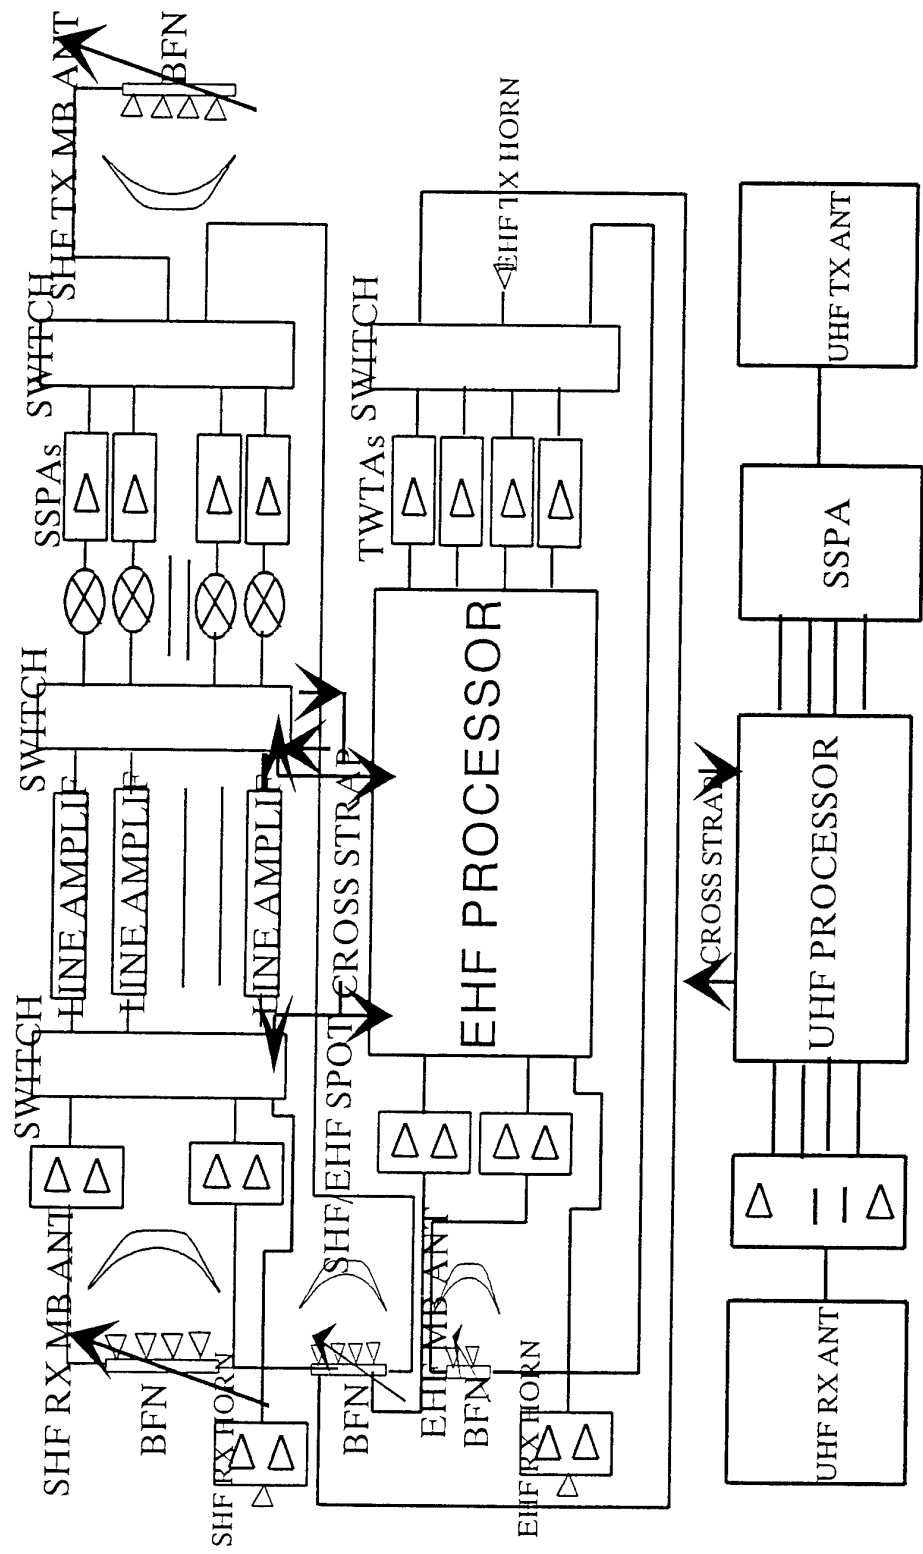 SHF RX MB ANT
BFN
SHF RX HORN
SWITCH
LINE AMPLIF
LINE AMPLIF
LINE AMPLIF
SWITCH
SSPAs
SWITCH
SHF TX MB ANT
BFN
SHF/EHF SPOT
CROSS STRAP
BFN
EHF MB ANT
BFN
EHF RX HORN
EHF PROCESSOR
TWTAs
SWITCH
EHF TX HORN
UHF RX ANT
UHF PROCESSOR
CROSS STRAP
SSPA
UHF TX ANT